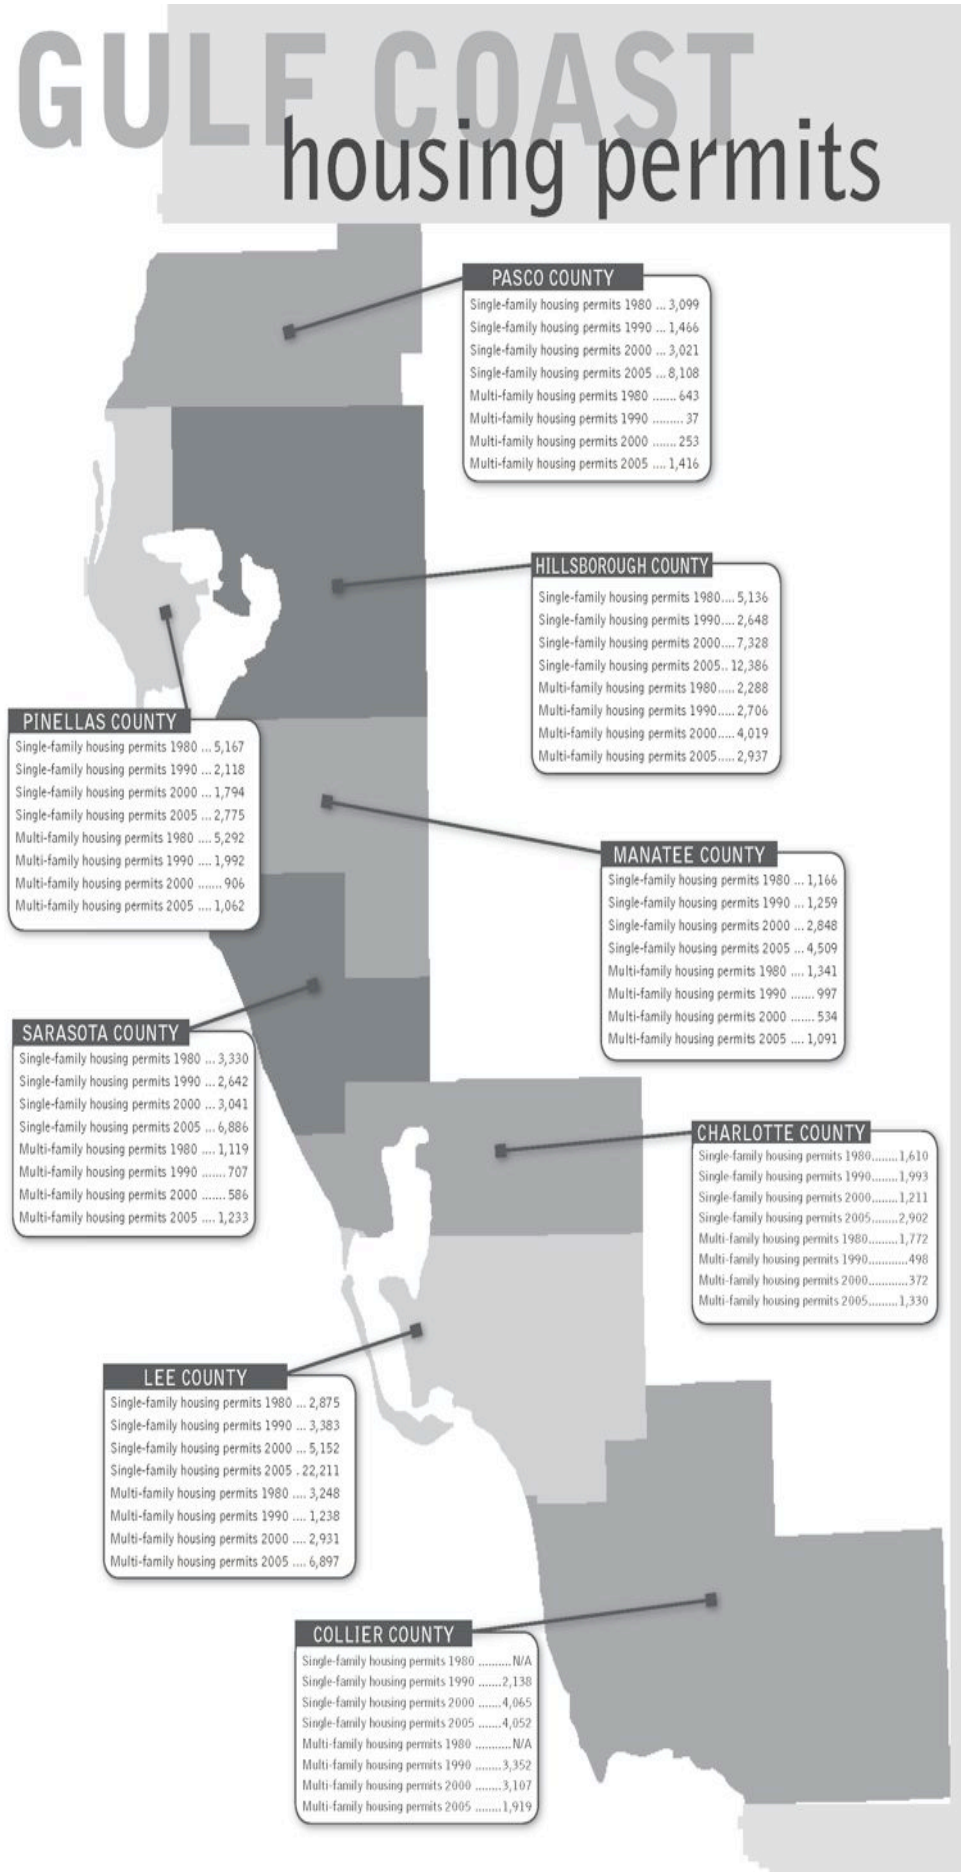 GULF COAST
housing permits
PASCO COUNTY
Single-family housing permits 1980 ... 3,099
Single-family housing permits 1990 ... 1,466
Single-family housing permits 2000 ... 3,021
Single-family housing permits 2005 ... 8,108
Multi-family housing permits 1980 ....... 643
Multi-family housing permits 1990 ......... 37
Multi-family housing permits 2000 ....... 253
Multi-family housing permits 2005 .... 1,416
HILLSBOROUGH COUNTY
Single-family housing permits 1980.... 5,136
Single-family housing permits 1990.... 2,648
Single-family housing permits 2000.... 7,328
Single-family housing permits 2005.. 12,386
Multi-family housing permits 1980..... 2,288
Multi-family housing permits 1990..... 2,706
Multi-family housing permits 2000..... 4,019
Multi-family housing permits 2005..... 2,937
PINELLAS COUNTY
Single-family housing permits 1980 ... 5,167
Single-family housing permits 1990 ... 2,118
Single-family housing permits 2000 ... 1,794
Single-family housing permits 2005 ... 2,775
Multi-family housing permits 1980 .... 5,292
Multi-family housing permits 1990 .... 1,992
Multi-family housing permits 2000 ....... 906
Multi-family housing permits 2005 .... 1,062
MANATEE COUNTY
Single-family housing permits 1980 ... 1,166
Single-family housing permits 1990 ... 1,259
Single-family housing permits 2000 ... 2,848
Single-family housing permits 2005 ... 4,509
Multi-family housing permits 1980 .... 1,341
Multi-family housing permits 1990 ....... 997
Multi-family housing permits 2000 ....... 534
Multi-family housing permits 2005 .... 1,091
SARASOTA COUNTY
Single-family housing permits 1980 ... 3,330
Single-family housing permits 1990 ... 2,642
Single-family housing permits 2000 ... 3,041
Single-family housing permits 2005 ... 6,886
Multi-family housing permits 1980 .... 1,119
Multi-family housing permits 1990 ....... 707
Multi-family housing permits 2000 ....... 586
Multi-family housing permits 2005 .... 1,233
CHARLOTTE COUNTY
Single-family housing permits 1980........1,610
Single-family housing permits 1990........1,993
Single-family housing permits 2000........1,211
Single-family housing permits 2005........2,902
Multi-family housing permits 1980.........1,772
Multi-family housing permits 1990............498
Multi-family housing permits 2000............372
Multi-family housing permits 2005.........1,330
LEE COUNTY
Single-family housing permits 1980 ... 2,875
Single-family housing permits 1990 ... 3,383
Single-family housing permits 2000 ... 5,152
Single-family housing permits 2005 . 22,211
Multi-family housing permits 1980 .... 3,248
Multi-family housing permits 1990 .... 1,238
Multi-family housing permits 2000 .... 2,931
Multi-family housing permits 2005 .... 6,897
COLLIER COUNTY
Single-family housing permits 1980 ..........N/A
Single-family housing permits 1990 .......2,138
Single-family housing permits 2000 .......4,065
Single-family housing permits 2005 .......4,052
Multi-family housing permits 1980 ...........N/A
Multi-family housing permits 1990 ........3,352
Multi-family housing permits 2000 ........3,107
Multi-family housing permits 2005 ........1,919